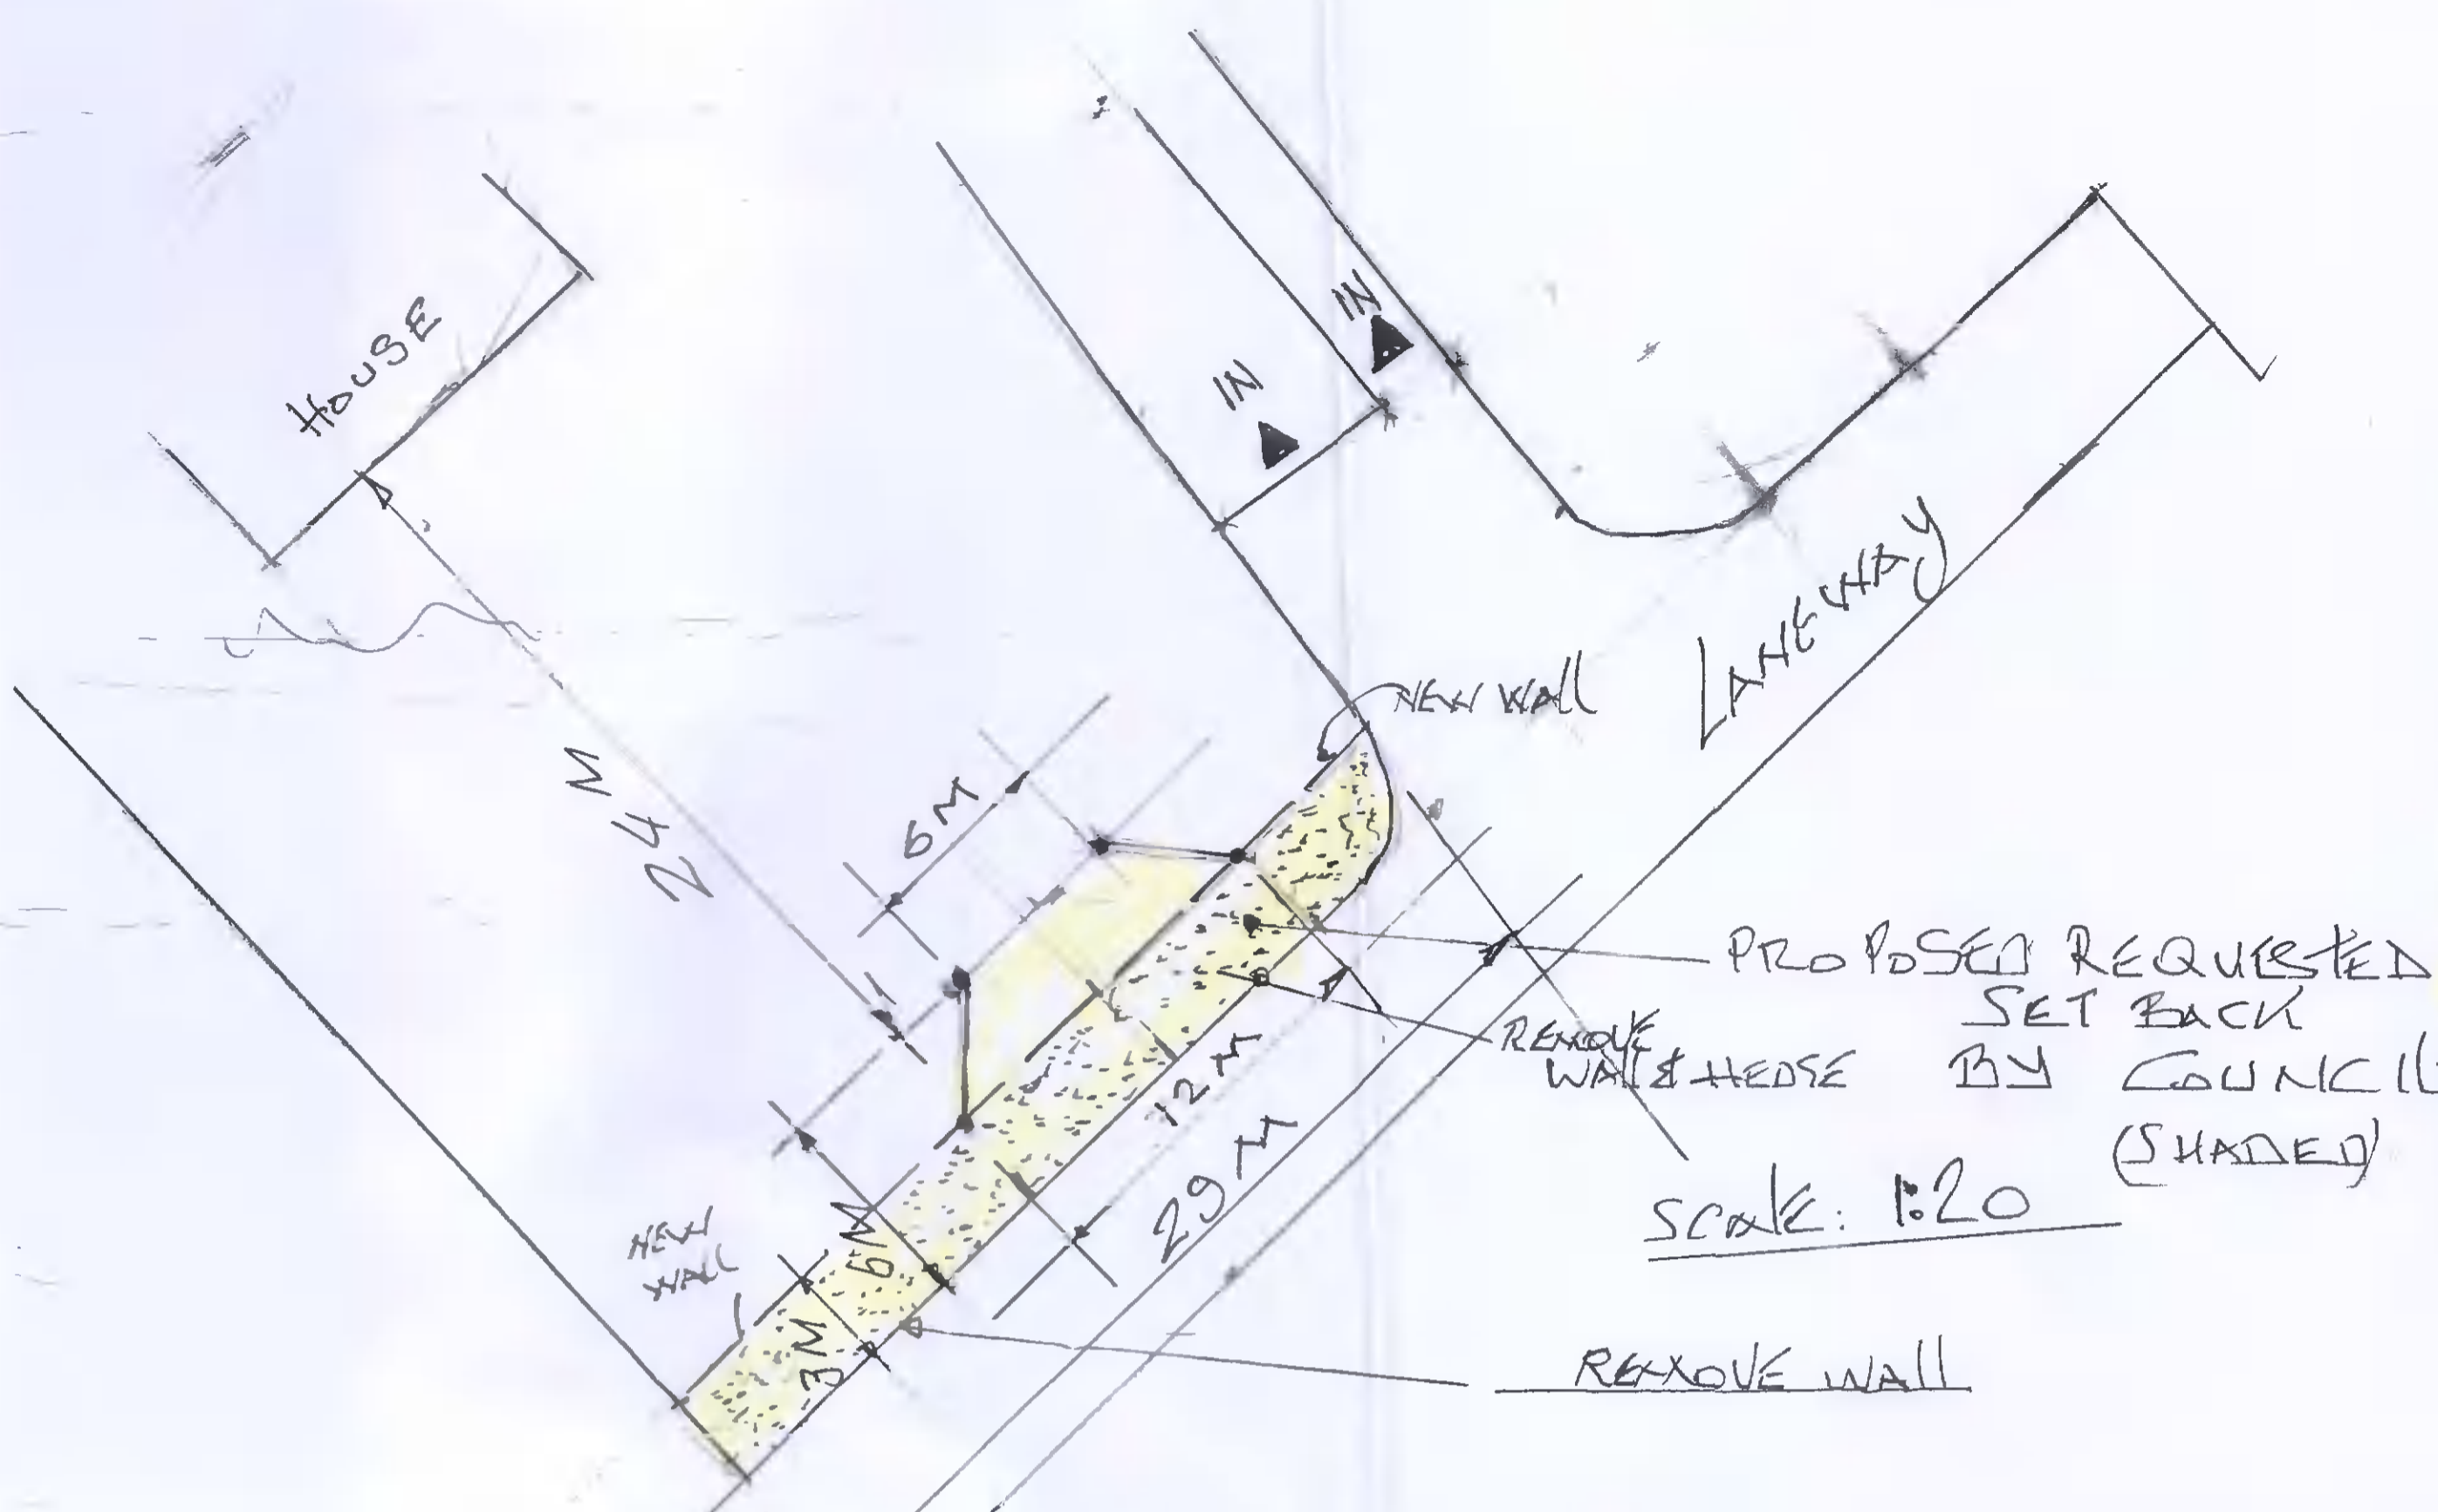 HOUSE
IN
IN
LANEWAY
NEW WALL
24 M
6 M
PROPOSED REQUESTED
SET BACK
BY COUNCIL
(SHADED)
REMOVE
WALL & HEDGE
12 M
29 M
SCALE: 1:20
6 M
NEW
WALL
3 M
REMOVE WALL